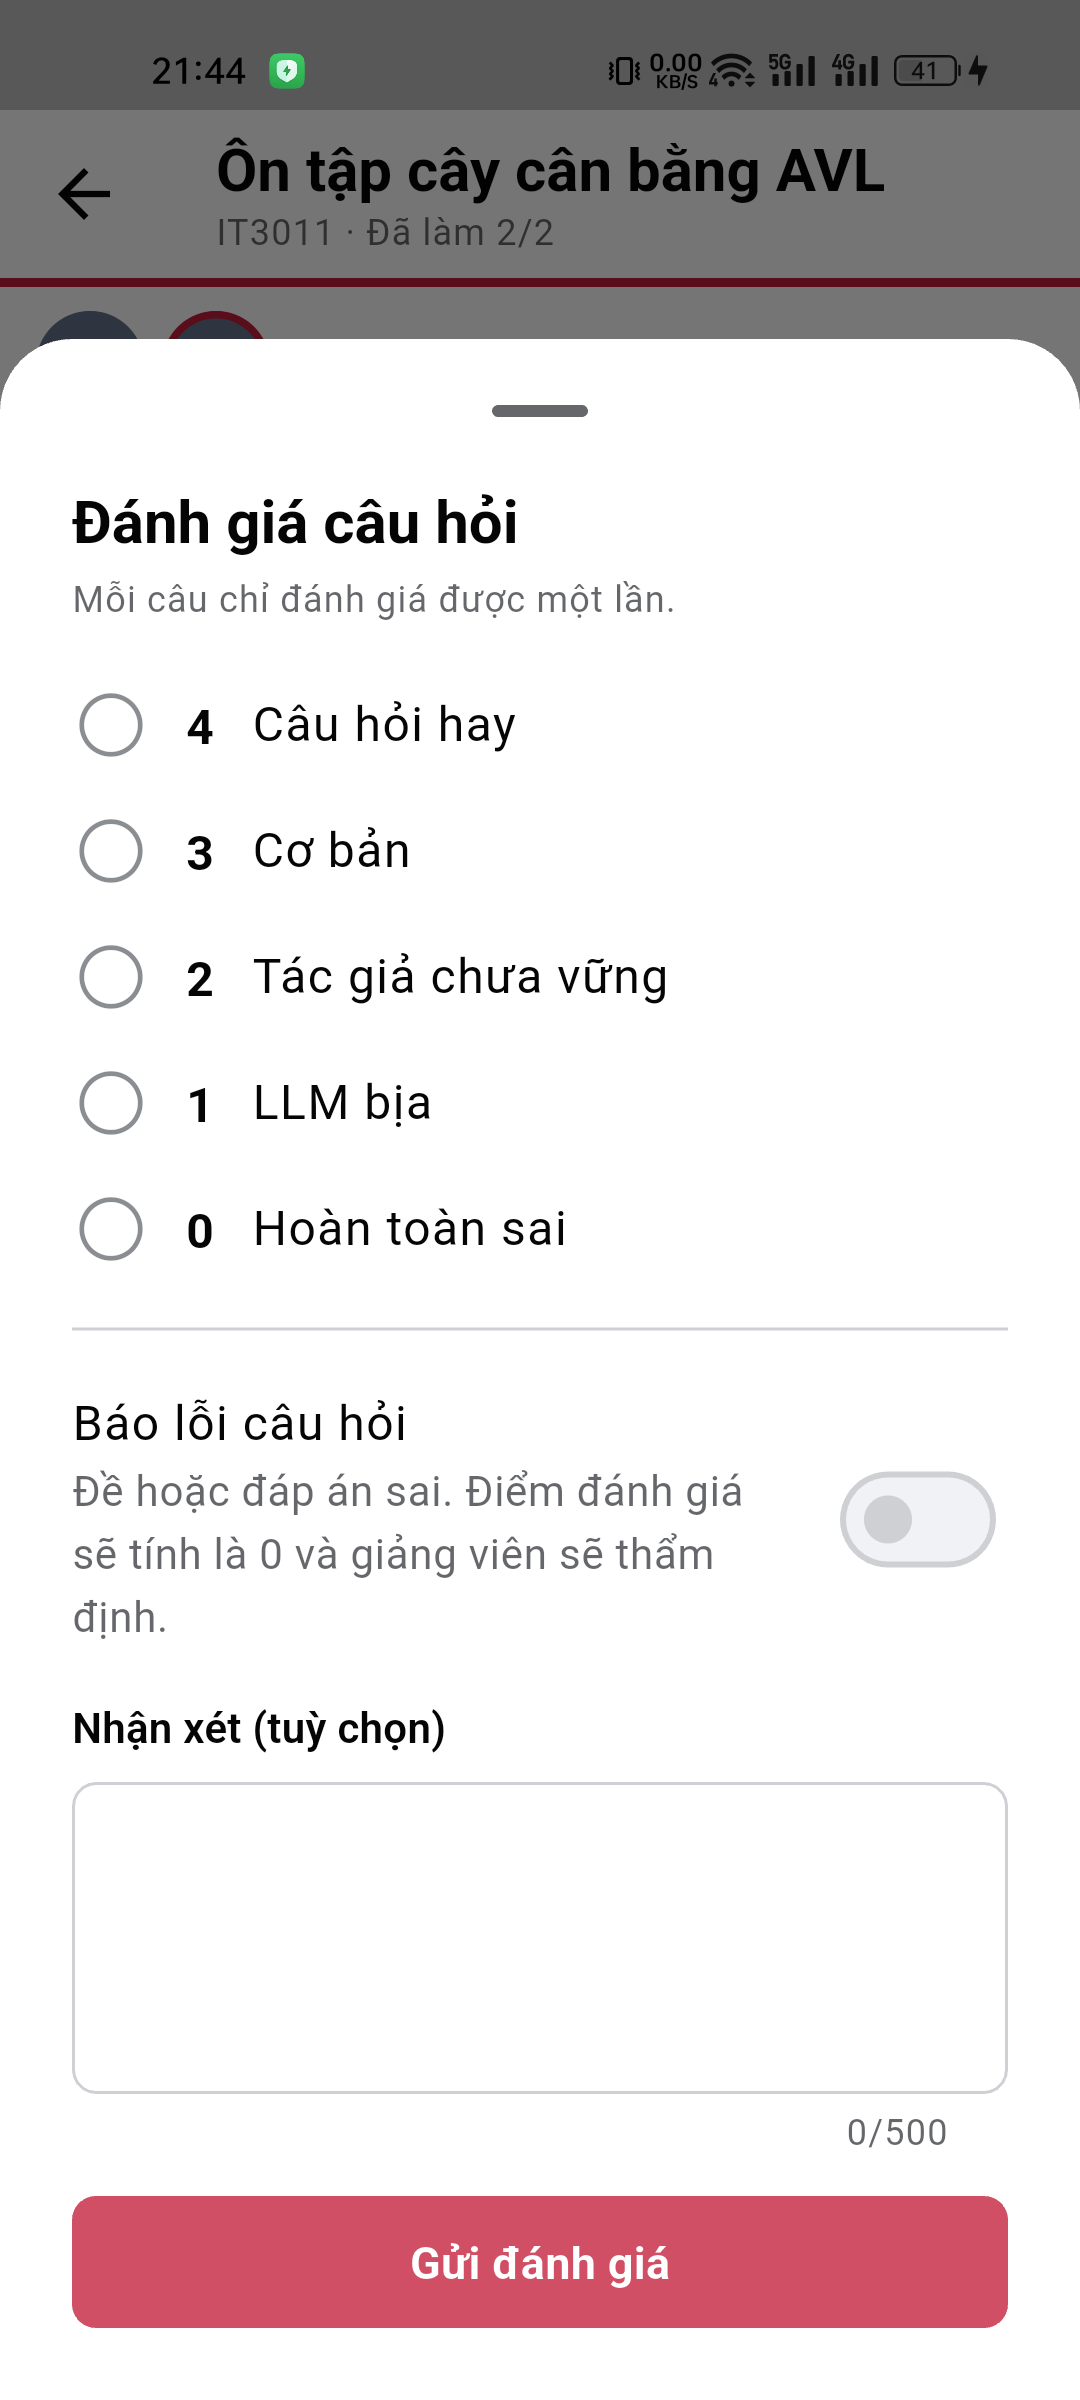 21:44
0.00
KB/S
4
5G
4G
41
Ôn tập cây cân bằng AVL
IT3011 · Đã làm 2/2
Đánh giá câu hỏi
Mỗi câu chỉ đánh giá được một lần.
4 Câu hỏi hay
3 Cơ bản
2 Tác giả chưa vững
1 LLM bịa
0 Hoàn toàn sai
Báo lỗi câu hỏi
Đề hoặc đáp án sai. Điểm đánh giá
sẽ tính là 0 và giảng viên sẽ thẩm
định.
Nhận xét (tuỳ chọn)
0/500
Gửi đánh giá